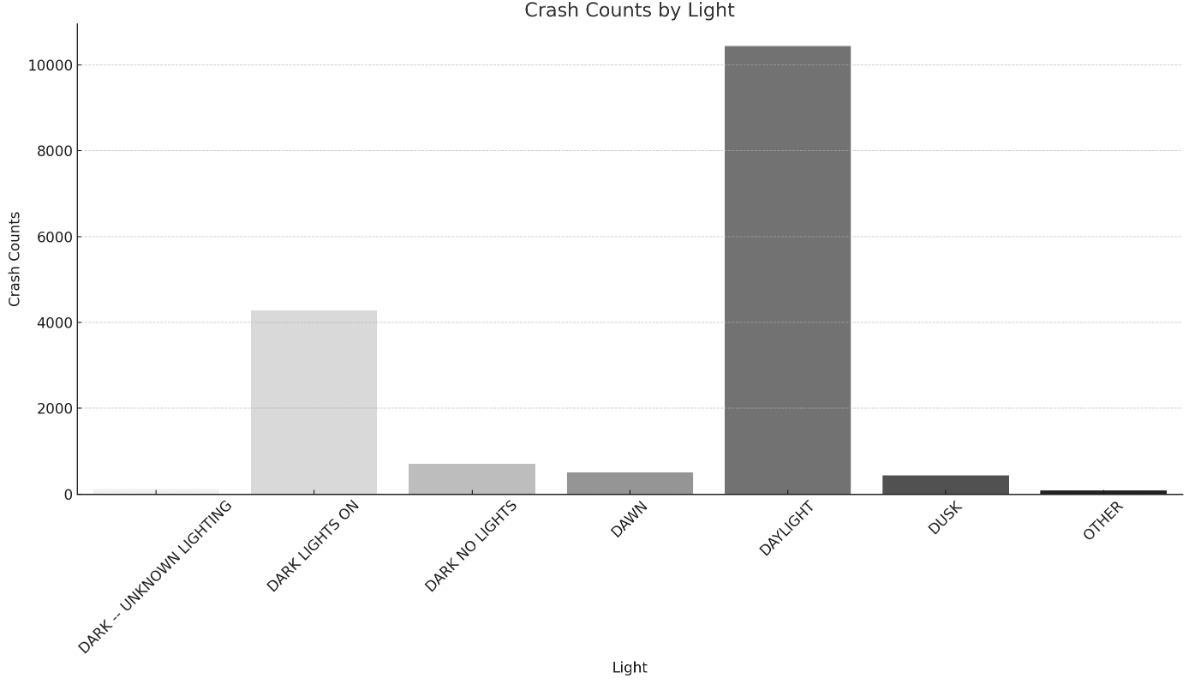 Crash Counts by Light
10000
8000
6000
4000
2000
0
Crash Counts
DARK -- UNKNOWN LIGHTING
DARK LIGHTS ON
DARK NO LIGHTS
DAWN
DAYLIGHT
DUSK
OTHER
Light